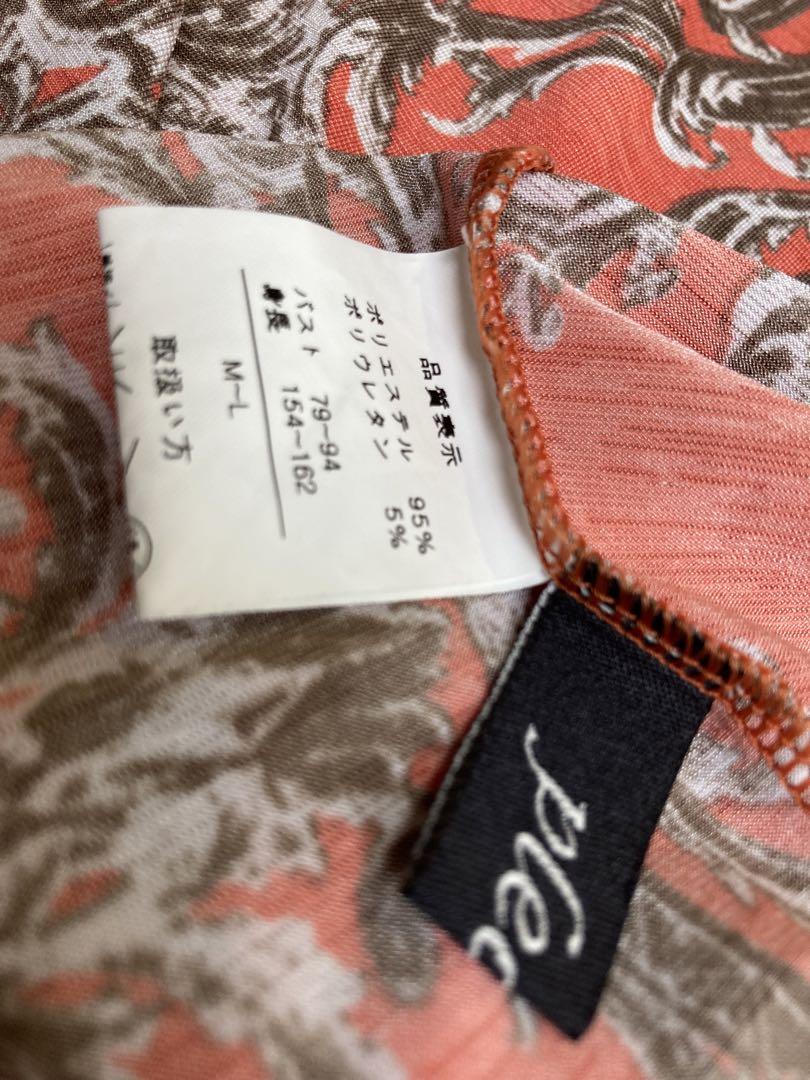 品質表示
ポリエステル 95%
ポリウレタン 5%
バスト 79~94
身長 154~162
M~L
取扱い方